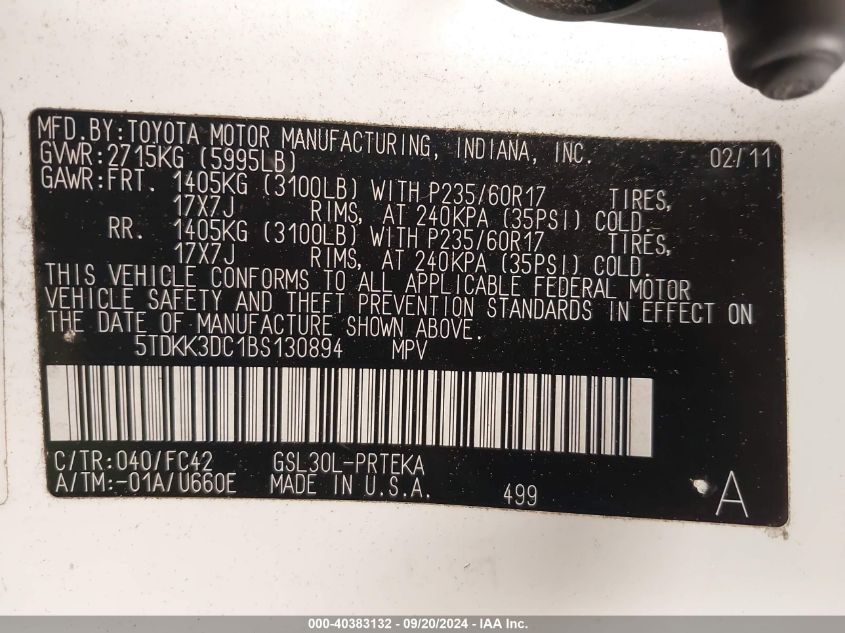 MFD.BY:TOYOTA MOTOR MANUFACTURING, INDIANA, INC. 02/11
GVWR:2715KG (5995LB)
GAWR:FRT. 1405KG (3100LB) WITH P235/60R17 TIRES,
17X7J RIMS, AT 240KPA (35PSI) COLD.
RR. 1405KG (3100LB) WITH P235/60R17 TIRES,
17X7J RIMS, AT 240KPA (35PSI) COLD.
THIS VEHICLE CONFORMS TO ALL APPLICABLE FEDERAL MOTOR
VEHICLE SAFETY AND THEFT PREVENTION STANDARDS IN EFFECT ON
THE DATE OF MANUFACTURE SHOWN ABOVE.
5TDKK3DC1BS130894 MPV
C/TR:040/FC42 GSL30L-PRTEKA
A/TM:-01A/U660E MADE IN U.S.A. 499 A
000-40383132 - 09/20/2024 - IAA Inc.